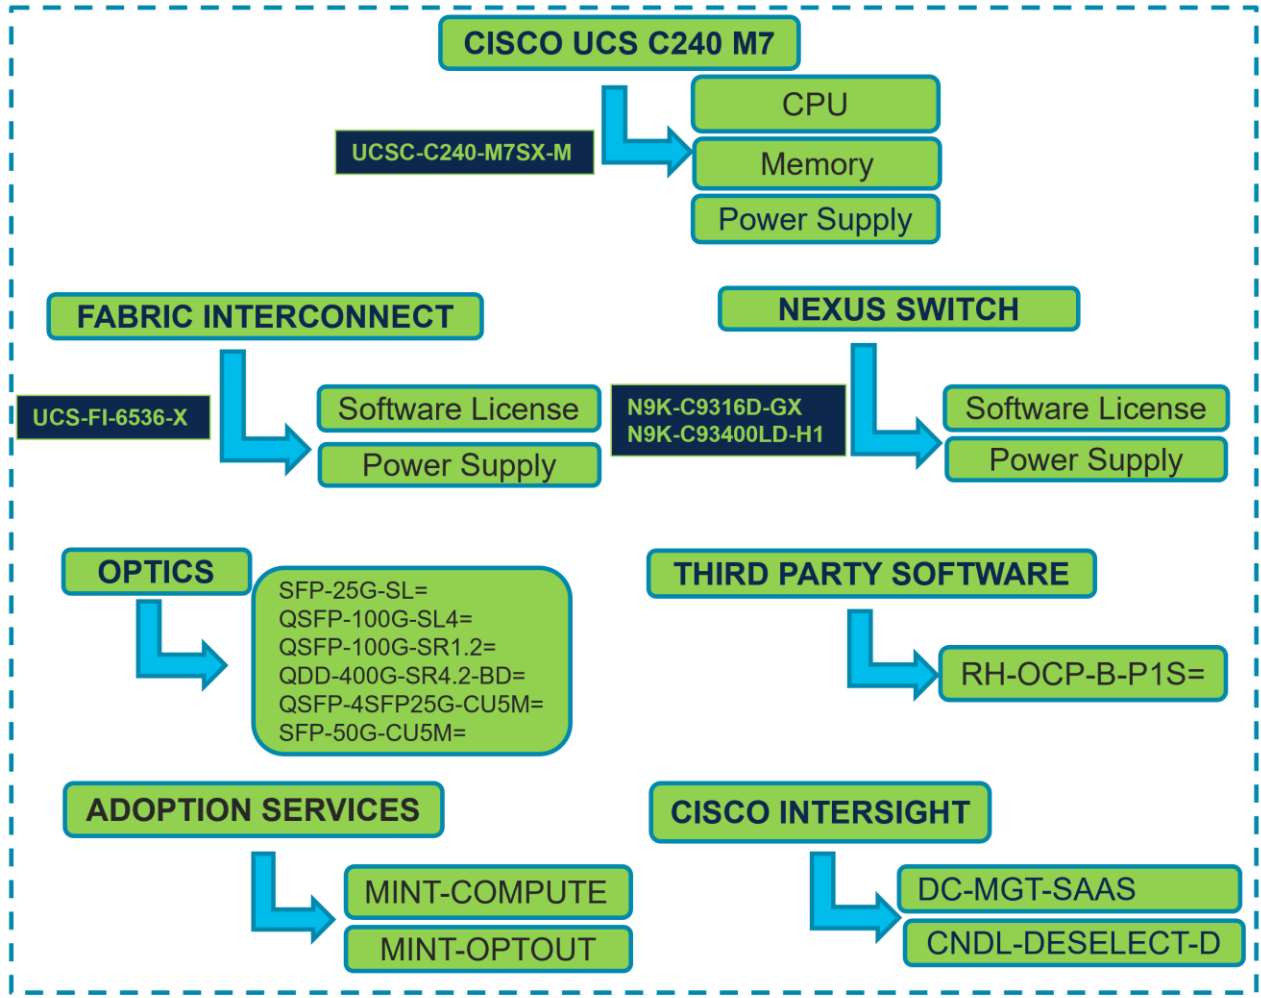 CISCO UCS C240 M7
CPU
UCSC-C240-M7SX-M
Memory
Power Supply
FABRIC INTERCONNECT
UCS-FI-6536-X
Software License
Power Supply
NEXUS SWITCH
N9K-C9316D-GX
N9K-C93400LD-H1
Software License
Power Supply
OPTICS
SFP-25G-SL=
QSFP-100G-SL4=
QSFP-100G-SR1.2=
QDD-400G-SR4.2-BD=
QSFP-4SFP25G-CU5M=
SFP-50G-CU5M=
THIRD PARTY SOFTWARE
RH-OCP-B-P1S=
ADOPTION SERVICES
MINT-COMPUTE
MINT-OPTOUT
CISCO INTERSIGHT
DC-MGT-SAAS
CNDL-DESELECT-D